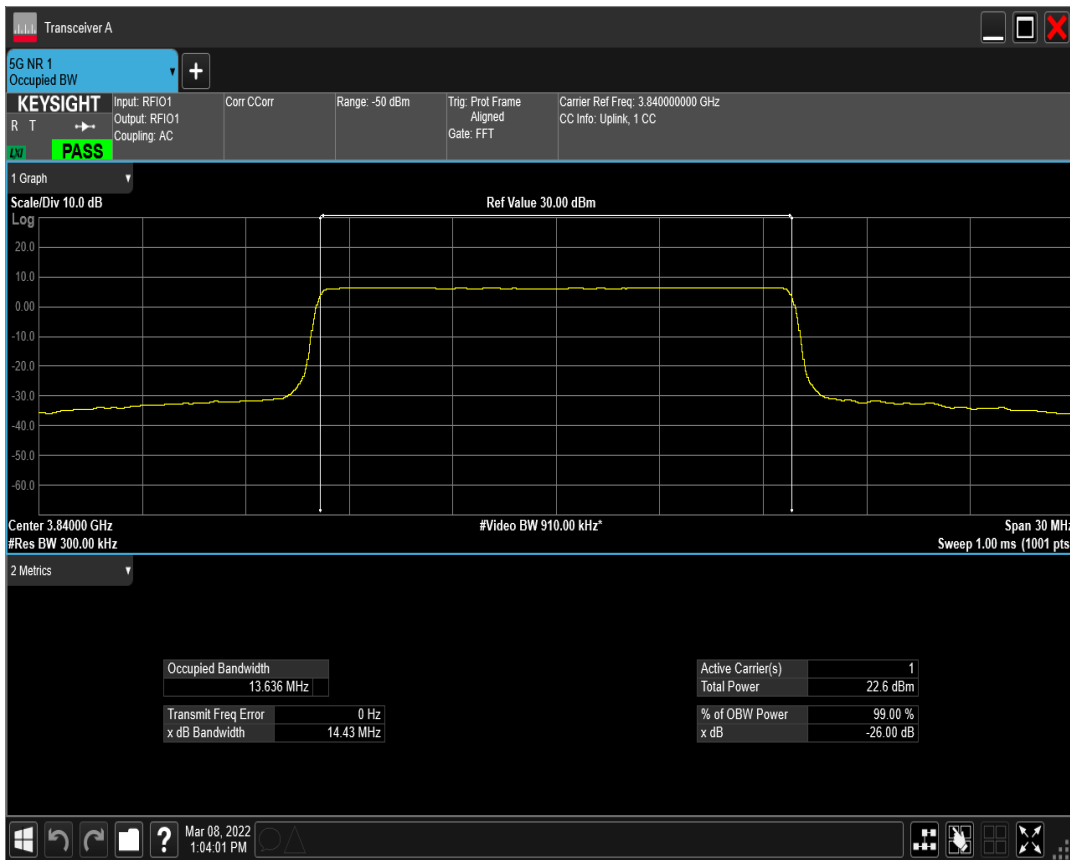 Transceiver A
5G NR 1
Occupied BW
KEYSIGHT
R T
LXI
PASS
Input: RFIO1
Output: RFIO1
Coupling: AC
Corr CCorr
Range: -50 dBm
Trig: Prot Frame
Aligned
Gate: FFT
Carrier Ref Freq: 3.840000000 GHz
CC Info: Uplink, 1 CC
1 Graph
Scale/Div 10.0 dB
Ref Value 30.00 dBm
Log
20.0
10.0
0.00
-10.0
-20.0
-30.0
-40.0
-50.0
-60.0
Center 3.84000 GHz
#Video BW 910.00 kHz*
Span 30 MHz
#Res BW 300.00 kHz
Sweep 1.00 ms (1001 pts
2 Metrics
Occupied Bandwidth
13.636 MHz
Transmit Freq Error 0 Hz
x dB Bandwidth 14.43 MHz
Active Carrier(s) 1
Total Power 22.6 dBm
% of OBW Power 99.00 %
x dB -26.00 dB
?
Mar 08, 2022
1:04:01 PM